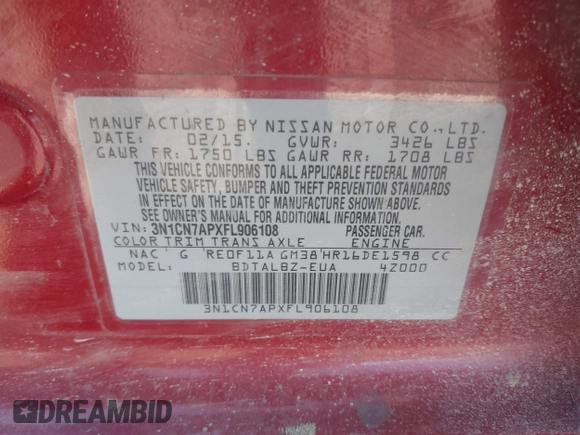 MANUFACTURED BY NISSAN MOTOR CO.,LTD.
DATE: 02/15. GVWR: 3426 LBS
GAWR FR: 1750 LBS GAWR RR: 1708 LBS
THIS VEHICLE CONFORMS TO ALL APPLICABLE FEDERAL MOTOR
VEHICLE SAFETY, BUMPER AND THEFT PREVENTION STANDARDS
IN EFFECT ON THE DATE OF MANUFACTURE SHOWN ABOVE.
SEE OWNER'S MANUAL FOR ADDITIONAL INFORMATION.
VIN: 3N1CN7APXFL906108 PASSENGER CAR.
COLOR TRIM TRANS AXLE ENGINE
NAC G RE0F11A GM38 HR16DE1598 CC
MODEL: BDTALBZ-EUA 4Z000
3N1CN7APXFL906108
DREAMBID